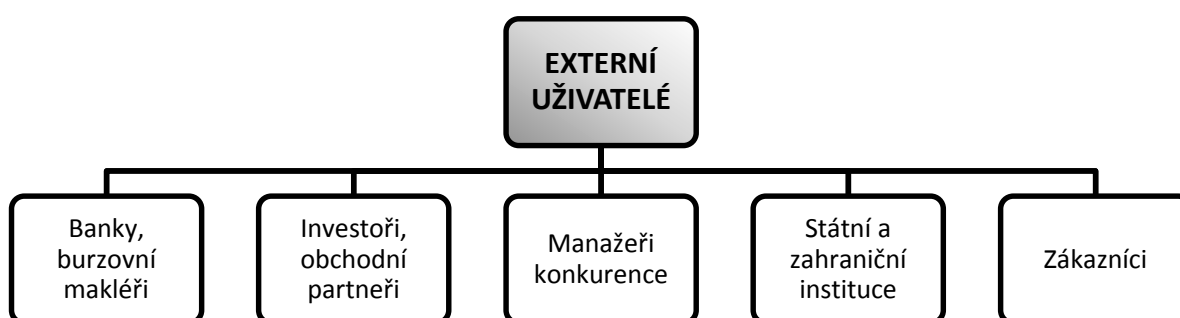 EXTERNÍ
UŽIVATELÉ
Banky,
burzovní
makléři
Investoři,
obchodní
partneři
Manažeři
konkurence
Státní a
zahraniční
instituce
Zákazníci